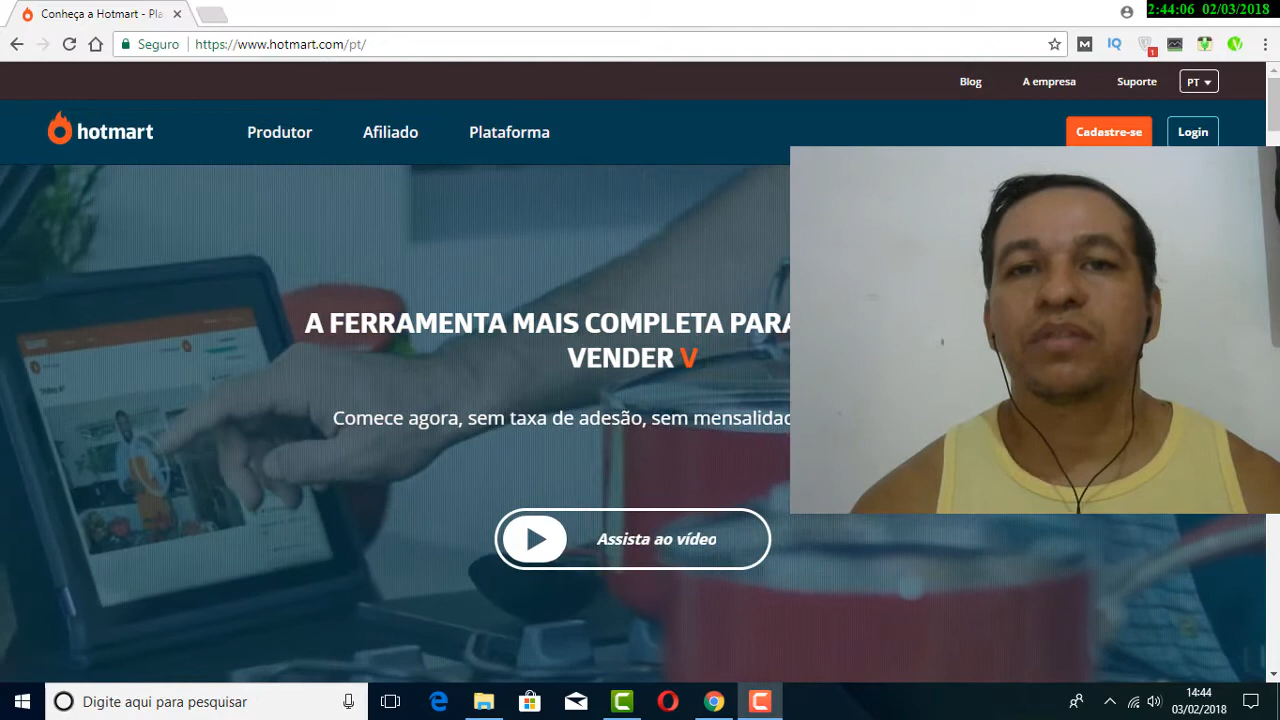 Conheça a Hotmart - Pla
2:44:06 02/03/2018
Seguro
https://www.hotmart.com/pt/
M
IQ
1
V
Blog
A empresa
Suporte
PT
hotmart
Produtor
Afiliado
Plataforma
Cadastre-se
Login
A FERRAMENTA MAIS COMPLETA PARA
VENDER V
Comece agora, sem taxa de adesão, sem mensalidad
Assista ao vídeo
Digite aqui para pesquisar
14:44
03/02/2018